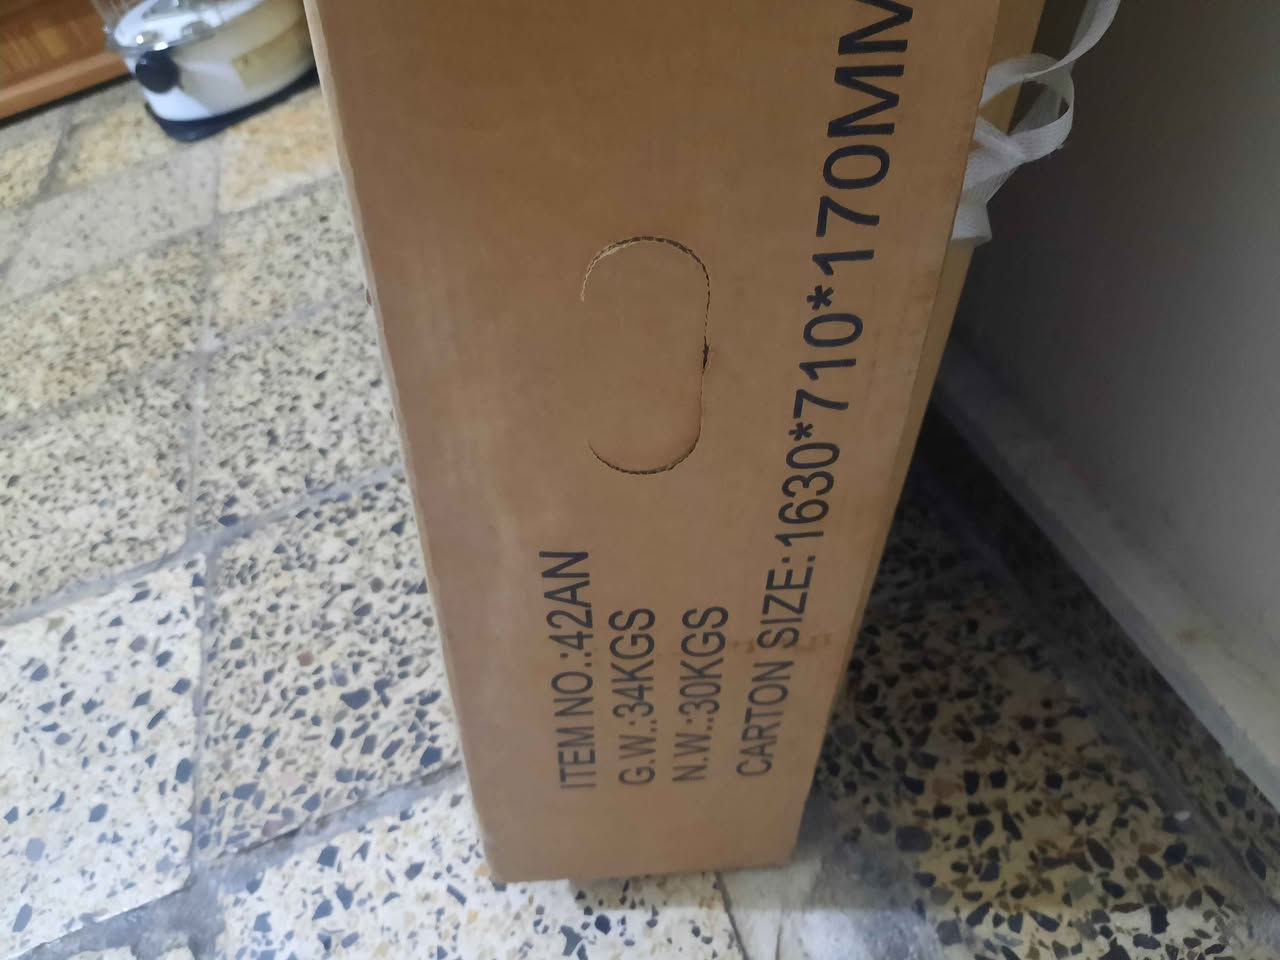 ITEM NO.:42AN
G.W.:34KGS
N.W.:30KGS
CARTON SIZE:1630*710*170MM